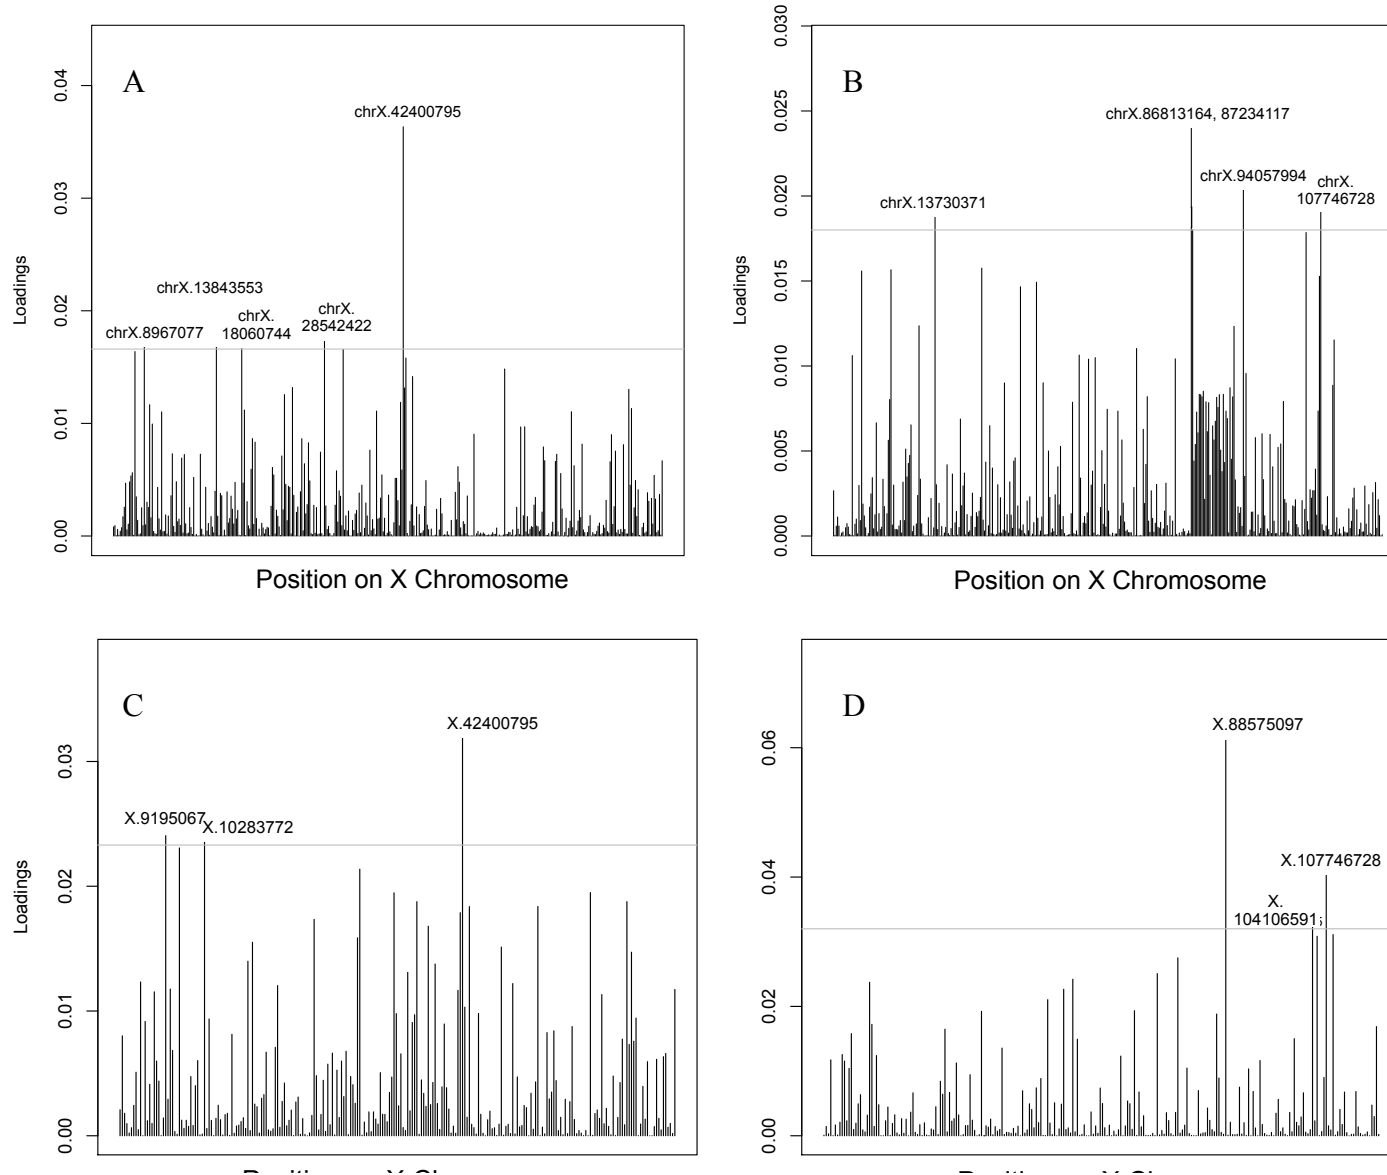 A
0.04
0.03
0.02
0.01
0.00
Loadings
chrX.42400795
chrX.13843553
chrX.8967077
chrX.
18060744
chrX.
28542422
Position on X Chromosome
B
0.030
0.025
0.020
0.015
0.010
0.005
0.000
Loadings
chrX.86813164, 87234117
chrX.94057994
chrX.
107746728
chrX.13730371
Position on X Chromosome
C
0.03
0.02
0.01
0.00
Loadings
X.42400795
X.9195067
X.10283772
D
0.06
0.04
0.02
0.00
X.88575097
X.107746728
X.
104106591